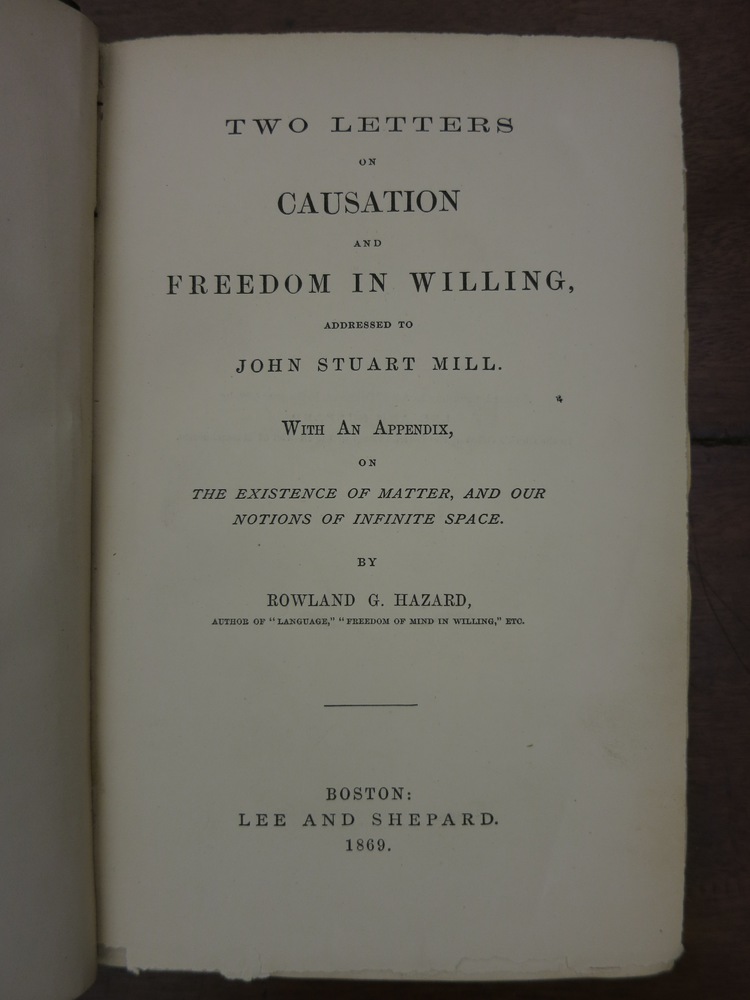 TWO LETTERS
ON
CAUSATION
AND
FREEDOM IN WILLING,
ADDRESSED TO
JOHN STUART MILL.
WITH AN APPENDIX,
ON
THE EXISTENCE OF MATTER, AND OUR
NOTIONS OF INFINITE SPACE.
BY
ROWLAND G. HAZARD,
AUTHOR OF "LANGUAGE," "FREEDOM OF MIND IN WILLING," ETC.
BOSTON:
LEE AND SHEPARD.
1869.